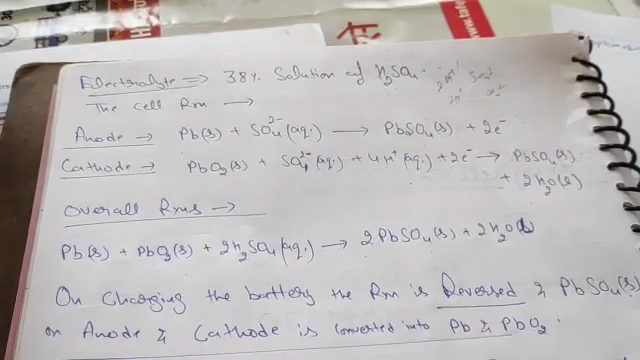 Electrolyte ⇒ 38% Solution of H₂SO₄.
The cell Rxn →
Anode → Pb(s) + SO₄²⁻(aq.) → PbSO₄(s) + 2e⁻
Cathode → PbO₂(s) + SO₄²⁻(aq.) + 4H⁺(aq.) + 2e⁻ → PbSO₄(s)
+ 2H₂O(l)
Overall Rxns →
Pb(s) + PbO₂(s) + 2H₂SO₄(aq.) → 2PbSO₄(s) + 2H₂O(l)
On Charging the battery the Rxn is Reversed & PbSO₄(s)
on Anode & Cathode is converted into Pb & PbO₂.